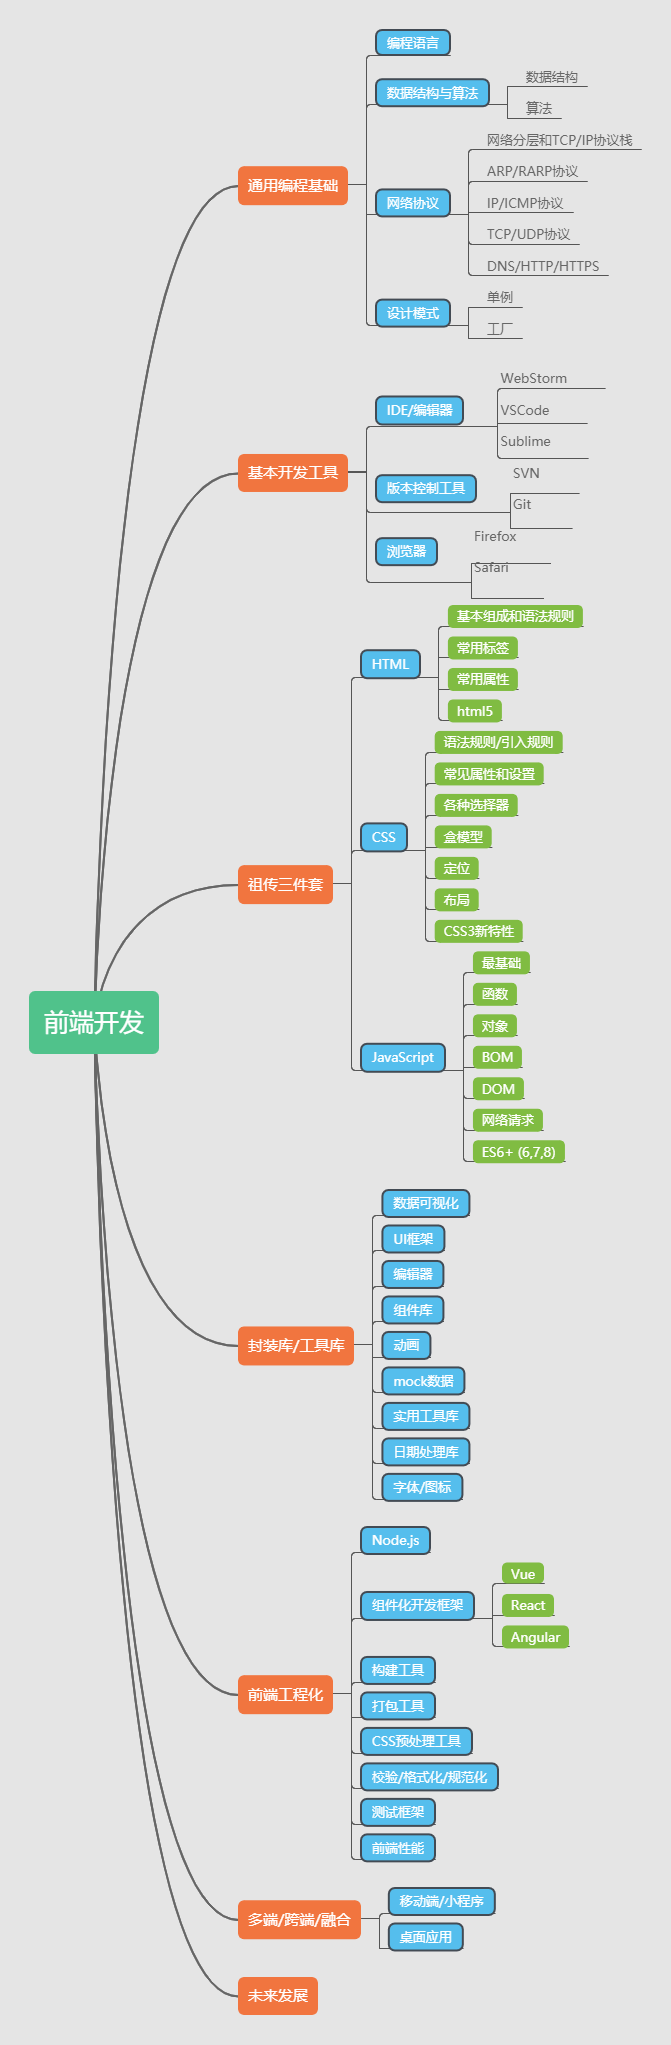 前端开发
通用编程基础
编程语言
数据结构与算法
数据结构
算法
网络协议
网络分层和TCP/IP协议栈
ARP/RARP协议
IP/ICMP协议
TCP/UDP协议
DNS/HTTP/HTTPS
设计模式
单例
工厂
基本开发工具
IDE/编辑器
WebStorm
VSCode
Sublime
版本控制工具
SVN
Git
浏览器
Firefox
Safari
祖传三件套
HTML
基本组成和语法规则
常用标签
常用属性
html5
CSS
语法规则/引入规则
常见属性和设置
各种选择器
盒模型
定位
布局
CSS3新特性
JavaScript
最基础
函数
对象
BOM
DOM
网络请求
ES6+ (6,7,8)
封装库/工具库
数据可视化
UI框架
编辑器
组件库
动画
mock数据
实用工具库
日期处理库
字体/图标
前端工程化
Node.js
组件化开发框架
Vue
React
Angular
构建工具
打包工具
CSS预处理工具
校验/格式化/规范化
测试框架
前端性能
多端/跨端/融合
移动端/小程序
桌面应用
未来发展